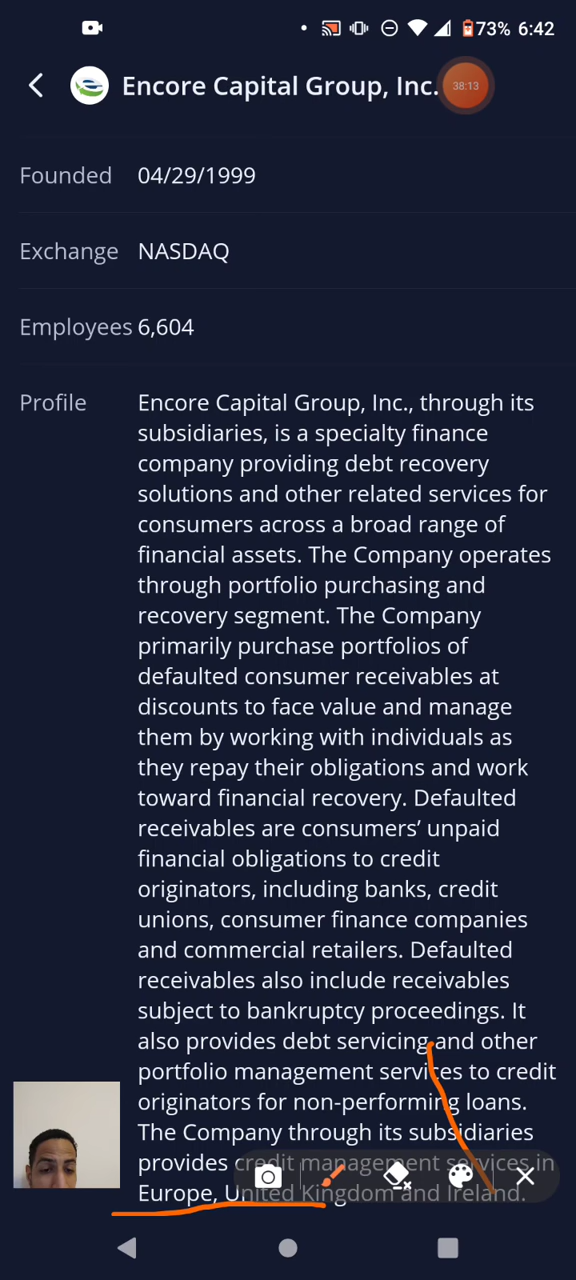 73% 6:42
Encore Capital Group, Inc.
38:13
Founded 04/29/1999
Exchange NASDAQ
Employees 6,604
Profile Encore Capital Group, Inc., through its
subsidiaries, is a specialty finance
company providing debt recovery
solutions and other related services for
consumers across a broad range of
financial assets. The Company operates
through portfolio purchasing and
recovery segment. The Company
primarily purchase portfolios of
defaulted consumer receivables at
discounts to face value and manage
them by working with individuals as
they repay their obligations and work
toward financial recovery. Defaulted
receivables are consumers’ unpaid
financial obligations to credit
originators, including banks, credit
unions, consumer finance companies
and commercial retailers. Defaulted
receivables also include receivables
subject to bankruptcy proceedings. It
also provides debt servicing and other
portfolio management services to credit
originators for non-performing loans.
The Company through its subsidiaries
provides credit management services in
Europe, United Kingdom and Ireland.